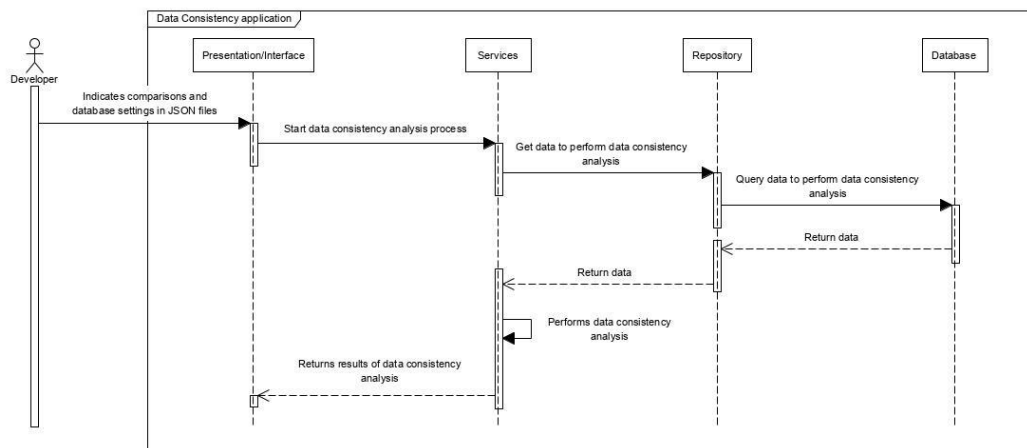 Data Consistency application
Developer
Presentation/Interface
Services
Repository
Database
Indicates comparisons and
database settings in JSON files
Start data consistency analysis process
Get data to perform data consistency
analysis
Query data to perform data consistency
analysis
Return data
Return data
Performs data consistency
analysis
Returns results of data consistency
analysis